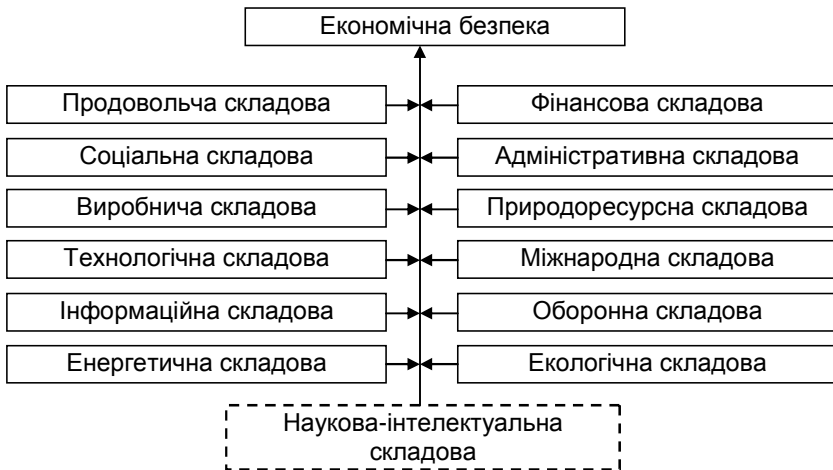 Економічна безпека
Продовольча складова
Фінансова складова
Соціальна складова
Адміністративна складова
Виробнича складова
Природоресурсна складова
Технологічна складова
Міжнародна складова
Інформаційна складова
Оборонна складова
Енергетична складова
Екологічна складова
Наукова-інтелектуальна
складова